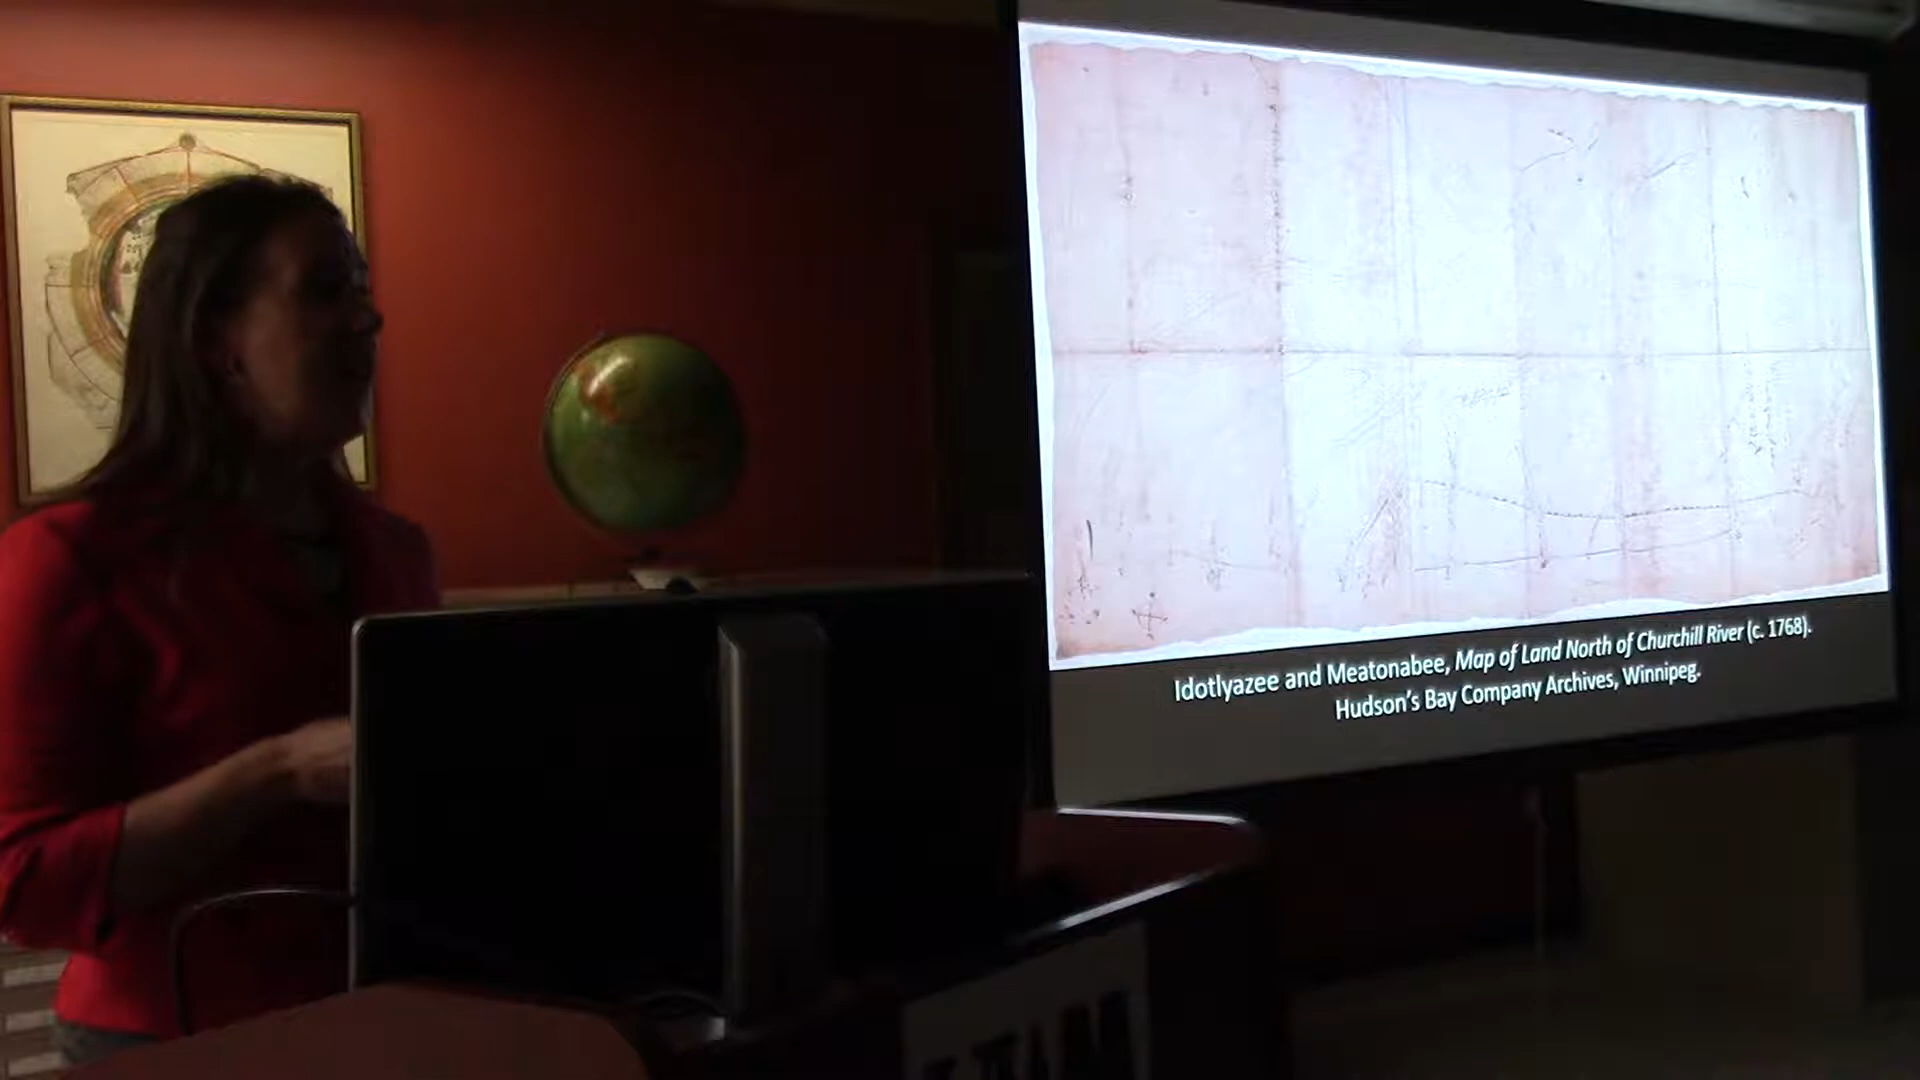 Idotlyazee and Meatonabee, Map of Land North of Churchill River (c. 1768).
Hudson's Bay Company Archives, Winnipeg.